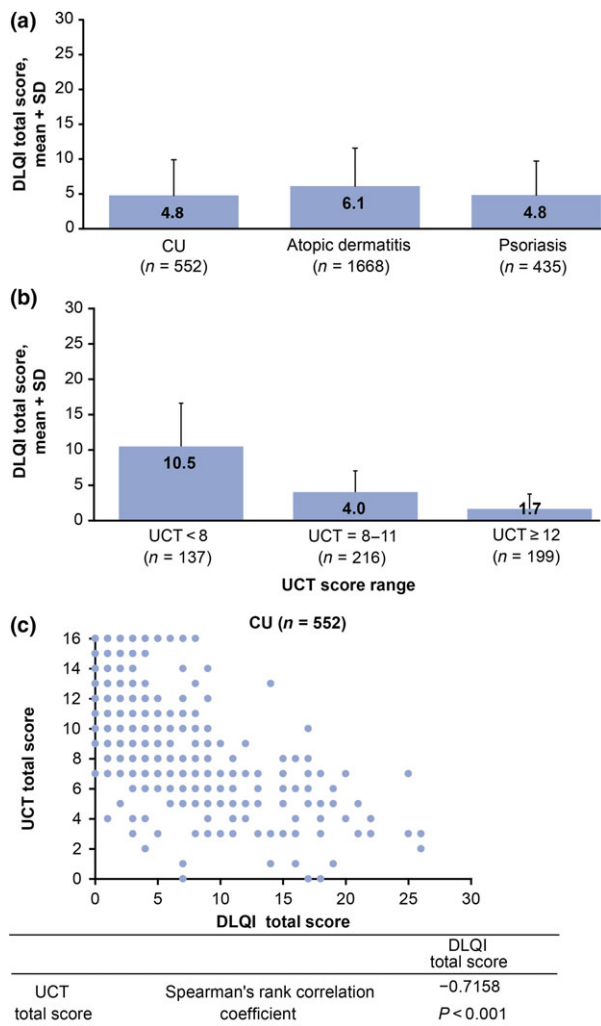 (a)
DLQI total score,
mean + SD
30
25
20
15
10
5
0
4.8
6.1
4.8
CU
(n = 552)
Atopic dermatitis
(n = 1668)
Psoriasis
(n = 435)
(b)
DLQI total score,
mean + SD
30
25
20
15
10
5
0
10.5
4.0
1.7
UCT < 8
(n = 137)
UCT = 8–11
(n = 216)
UCT ≥ 12
(n = 199)
UCT score range
(c)
CU (n = 552)
UCT total score
16
14
12
10
8
6
4
2
0
0 5 10 15 20 25 30
DLQI total score
DLQI
total score
UCT
total score
Spearman's rank correlation
coefficient
−0.7158
P < 0.001